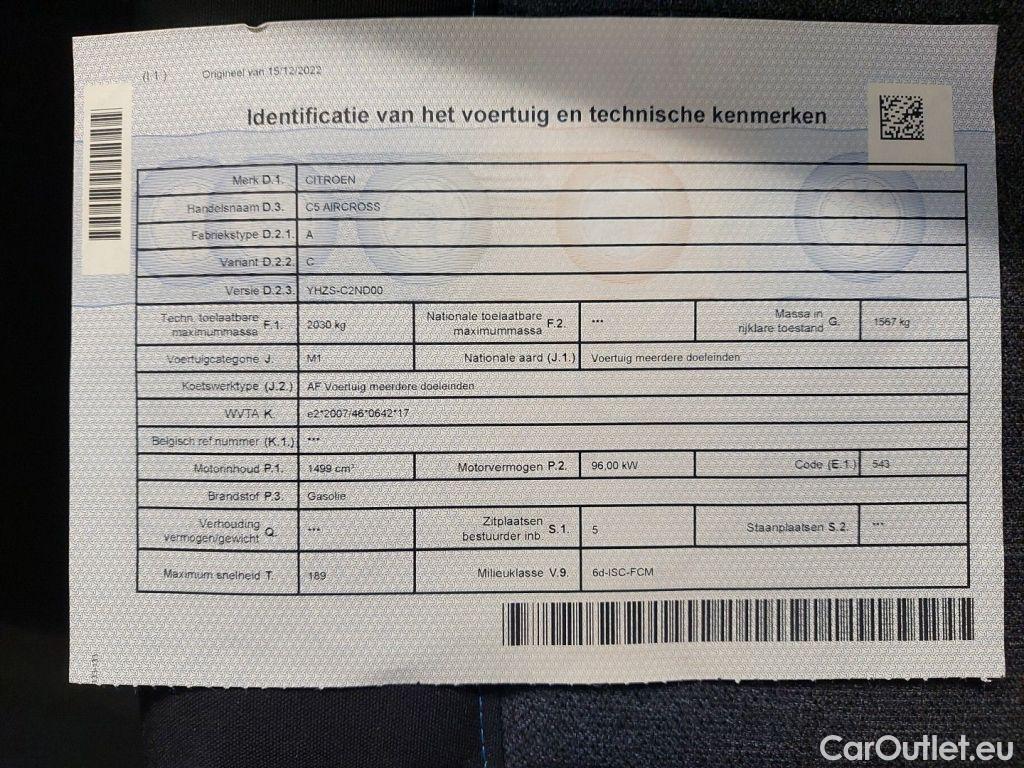 (I.1) Origineel van 15/12/2022
Identificatie van het voertuig en technische kenmerken
Merk D.1. CITROEN
Handelsnaam D.3. C5 AIRCROSS
Fabriekstype D.2.1. A
Variant D.2.2. C
Versie D.2.3. YHZS-C2ND00
Techn. toelaatbare maximummassa F.1. 2030 kg Nationale toelaatbare maximummassa F.2. *** Massa in rijklare toestand G. 1567 kg
Voertuigcategorie J. M1 Nationale aard (J.1.) Voertuig meerdere doeleinden
Koetswerktype (J.2.) AF Voertuig meerdere doeleinden
WVTA K. e2*2007/46*0642*17
Belgisch ref.nummer (K.1.) ***
Motorinhoud P.1. 1499 cm³ Motorvermogen P.2. 96,00 kW Code (E.1.) 543
Brandstof P.3. Gasolie
Verhouding vermogen/gewicht Q. *** Zitplaatsen bestuurder inb. S.1. 5 Staanplaatsen S.2. ***
Maximum snelheid T. 189 Milieuklasse V.9. 6d-ISC-FCM
CarOutlet.eu